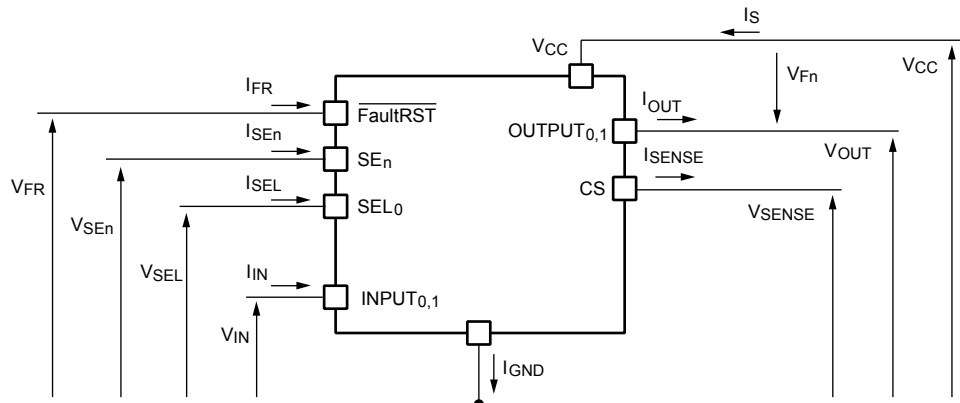 IS
VCC
VCC
VFn
IFR
FaultRST
IOUT
OUTPUT0,1
ISEn
SEn
ISENSE
VOUT
VFR
ISEL
SEL0
CS
VSENSE
VSEn
VSEL
IIN
INPUT0,1
VIN
IGND